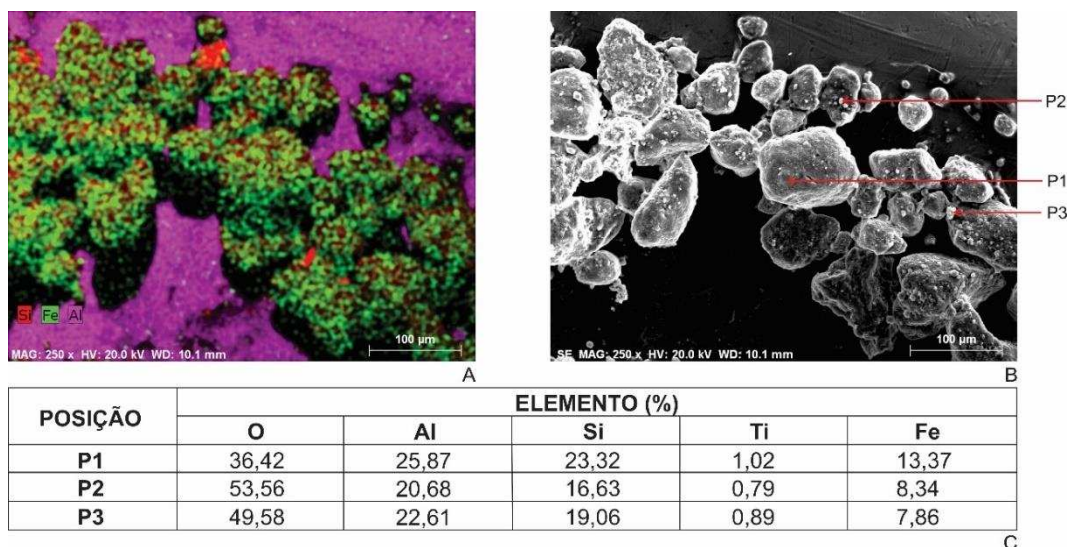 P2
P1
P3
Si Fe Al
MAG: 250 x HV: 20.0 kV WD: 10.1 mm
100 µm
SE MAG: 250 x HV: 20.0 kV WD: 10.1 mm
100 µm
A
B
POSIÇÃO ELEMENTO (%)
O Al Si Ti Fe
P1 36,42 25,87 23,32 1,02 13,37
P2 53,56 20,68 16,63 0,79 8,34
P3 49,58 22,61 19,06 0,89 7,86
C